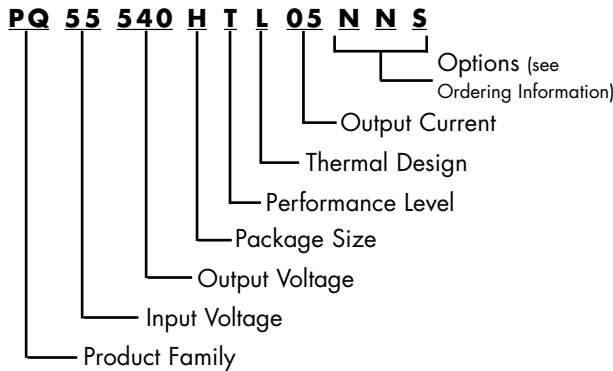 PQ 55 540 H T L 05 N N S
Options (see
Ordering Information)
Output Current
Thermal Design
Performance Level
Package Size
Output Voltage
Input Voltage
Product Family